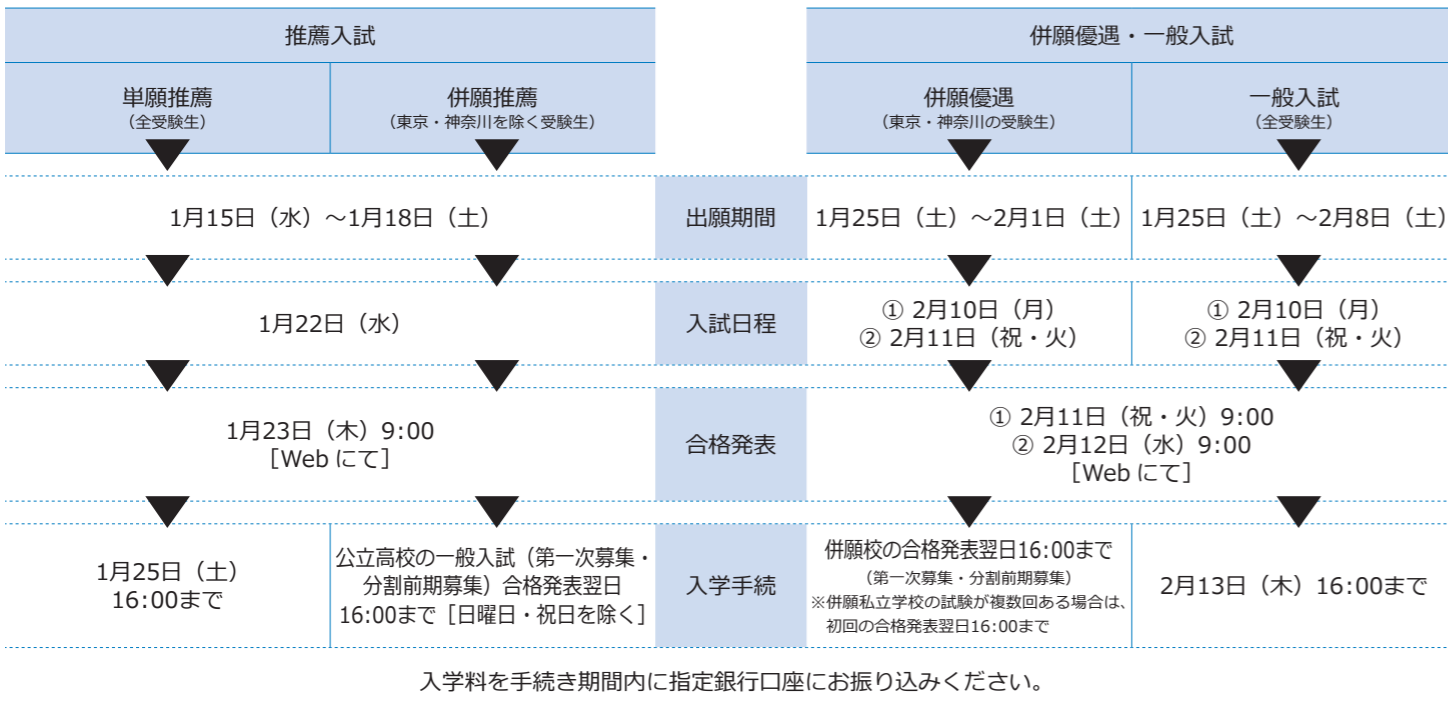 推薦入試
併願優遇・一般入試
単願推薦
（全受験生）
併願推薦
（東京・神奈川を除く受験生）
併願優遇
（東京・神奈川の受験生）
一般入試
（全受験生）
1月15日（水）～1月18日（土）
出願期間
1月25日（土）～2月1日（土）
1月25日（土）～2月8日（土）
1月22日（水）
入試日程
① 2月10日（月）
② 2月11日（祝・火）
① 2月10日（月）
② 2月11日（祝・火）
1月23日（木）9:00
［Web にて］
合格発表
① 2月11日（祝・火）9:00
② 2月12日（水）9:00
［Web にて］
1月25日（土）
16:00まで
公立高校の一般入試（第一次募集・
分割前期募集）合格発表翌日
16:00まで［日曜日・祝日を除く］
入学手続
併願校の合格発表翌日16:00まで
（第一次募集・分割前期募集）
※併願私立学校の試験が複数回ある場合は、
初回の合格発表翌日16:00まで
2月13日（木）16:00まで
入学料を手続き期間内に指定銀行口座にお振り込みください。